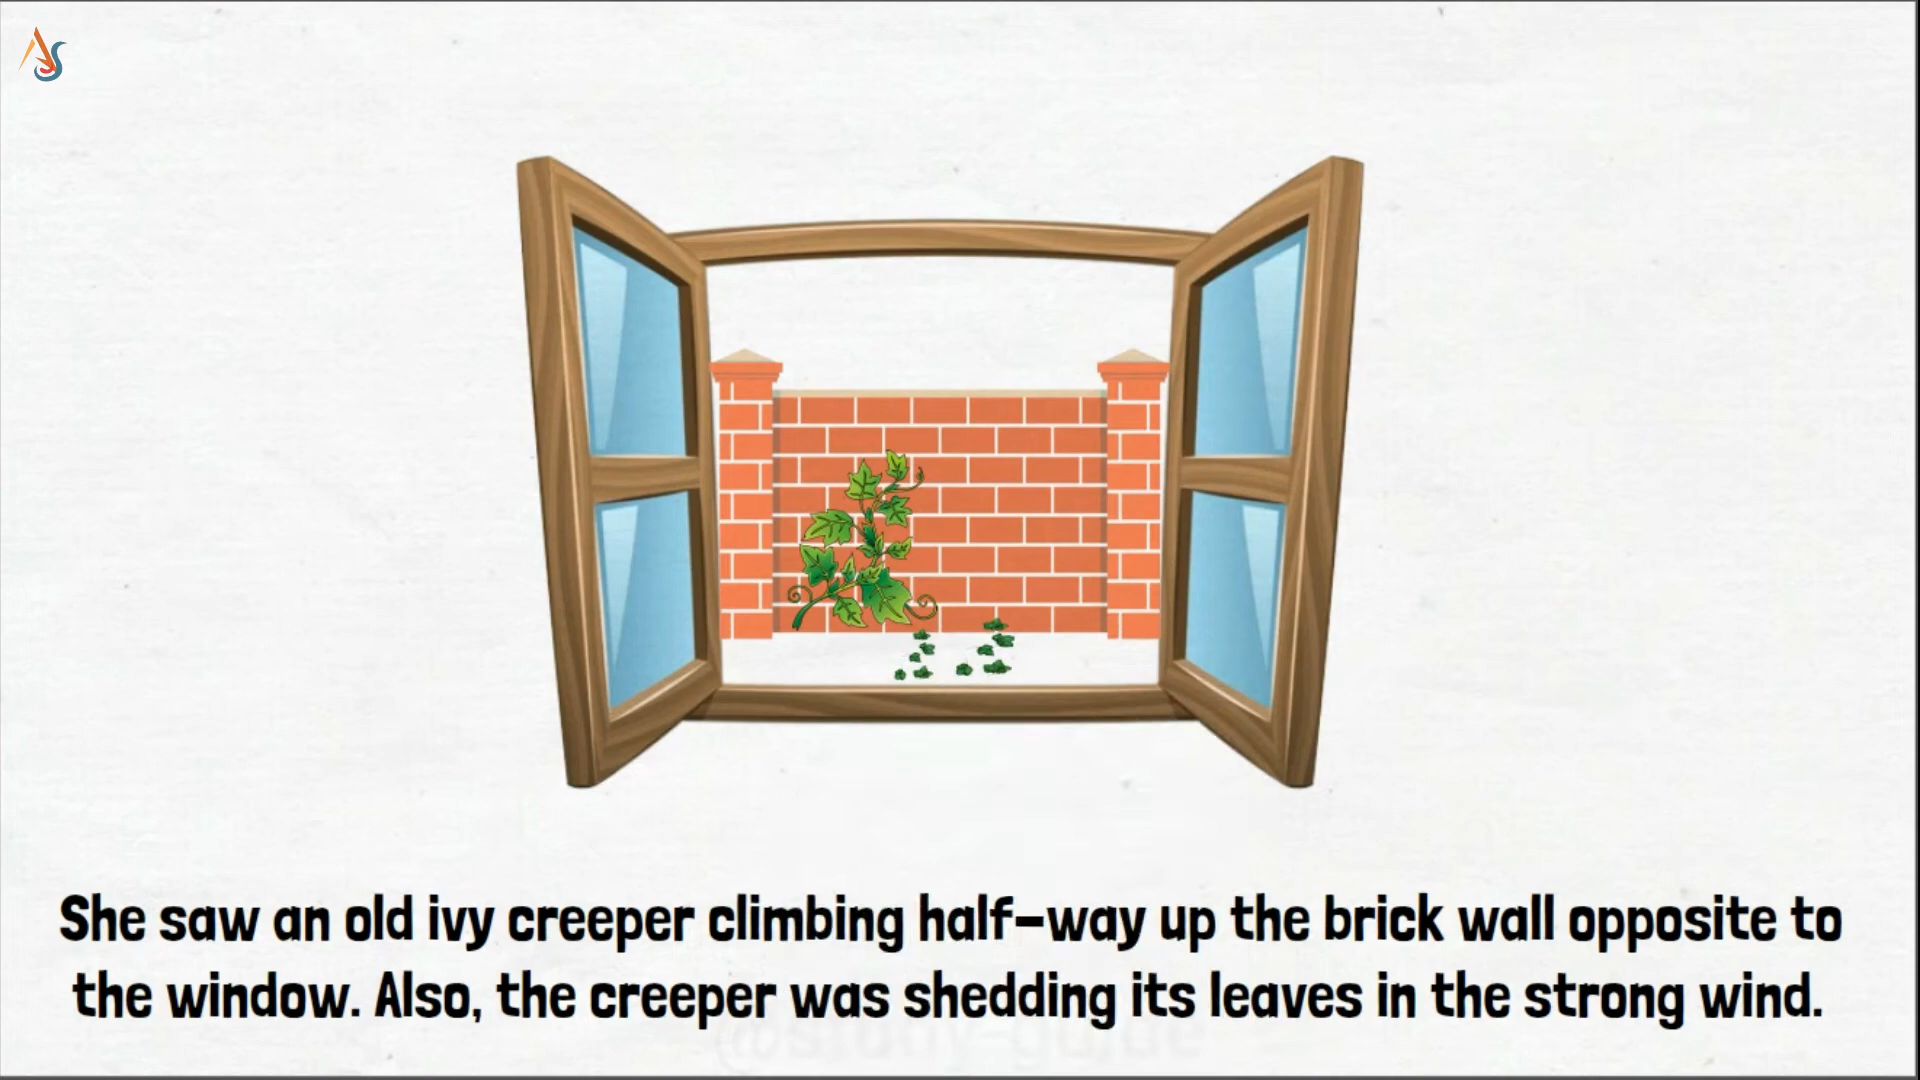 She saw an old ivy creeper climbing half-way up the brick wall opposite to
the window. Also, the creeper was shedding its leaves in the strong wind.